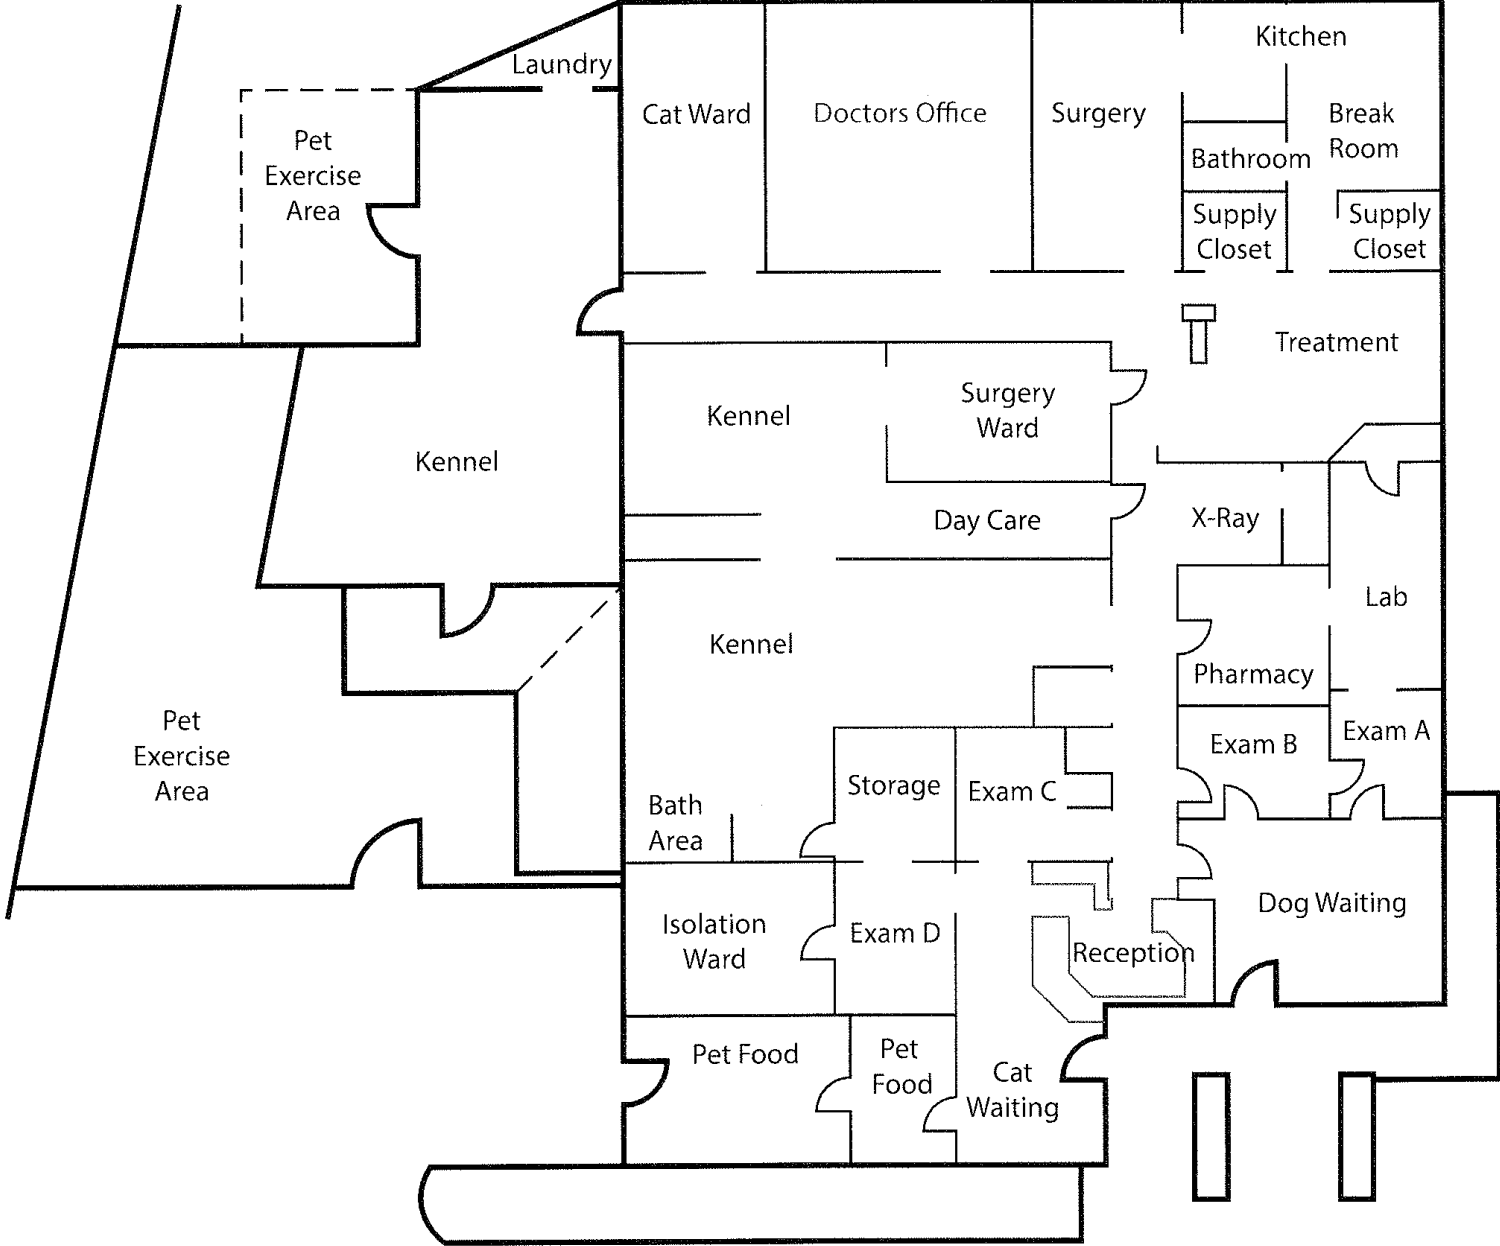 Kitchen
Laundry
Cat Ward
Doctors Office
Surgery
Break
Room
Pet
Exercise
Area
Bathroom
Supply
Closet
Supply
Closet
Treatment
Kennel
Surgery
Ward
Kennel
Day Care
X-Ray
Lab
Kennel
Pharmacy
Pet
Exercise
Area
Exam B
Exam A
Storage
Exam C
Bath
Area
Isolation
Ward
Exam D
Dog Waiting
Reception
Pet Food
Pet
Food
Cat
Waiting